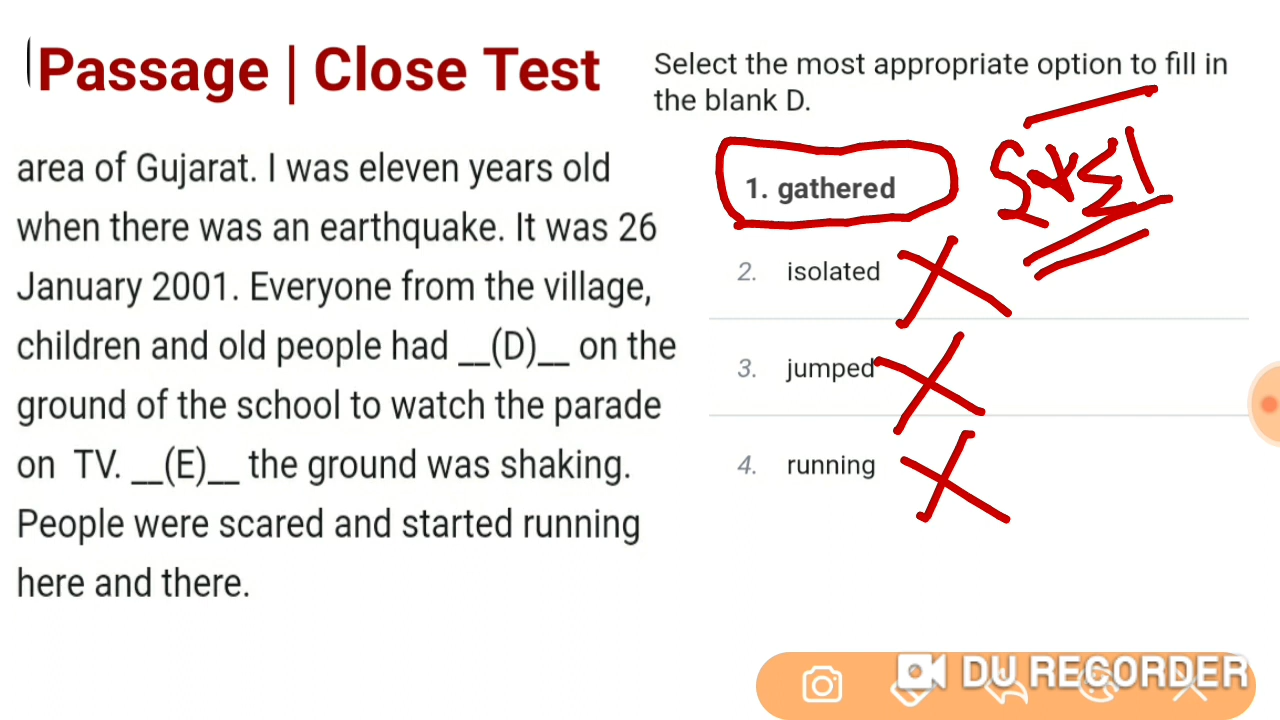 Passage | Close Test
area of Gujarat. I was eleven years old
when there was an earthquake. It was 26
January 2001. Everyone from the village,
children and old people had __(D)__ on the
ground of the school to watch the parade
on TV. __(E)__ the ground was shaking.
People were scared and started running
here and there.
Select the most appropriate option to fill in
the blank D.
1. gathered
2. isolated
3. jumped
4. running
DU RECORDER